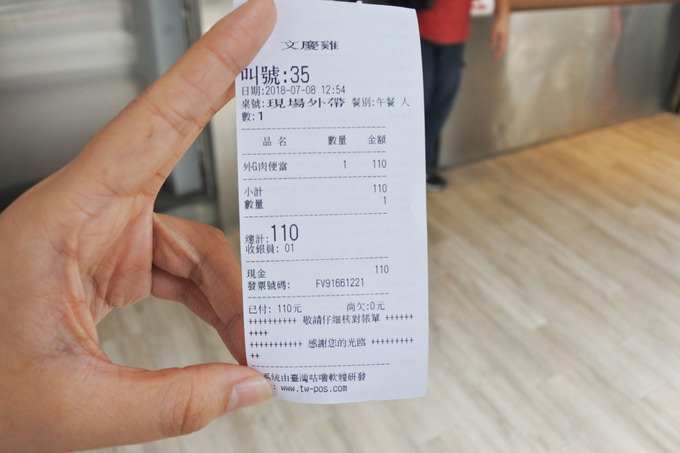 文慶雞
叫號:35
日期:2018-07-08 12:54
桌號:現場外帶 餐別:午餐 人
數:1
品 名 數量 金額
外G肉便當 1 110
小計 110
數量 1
總計:110
收銀員: 01
現金 110
發票號碼: FV91661221
已付: 110元 尚欠:0元
++++++++++ 敬請仔細核對帳單 ++++++
++++
+++++++++++ 感謝您的光臨 +++++++++
++
系統由臺灣咕嚕軟體研發
: www.tw-pos.com